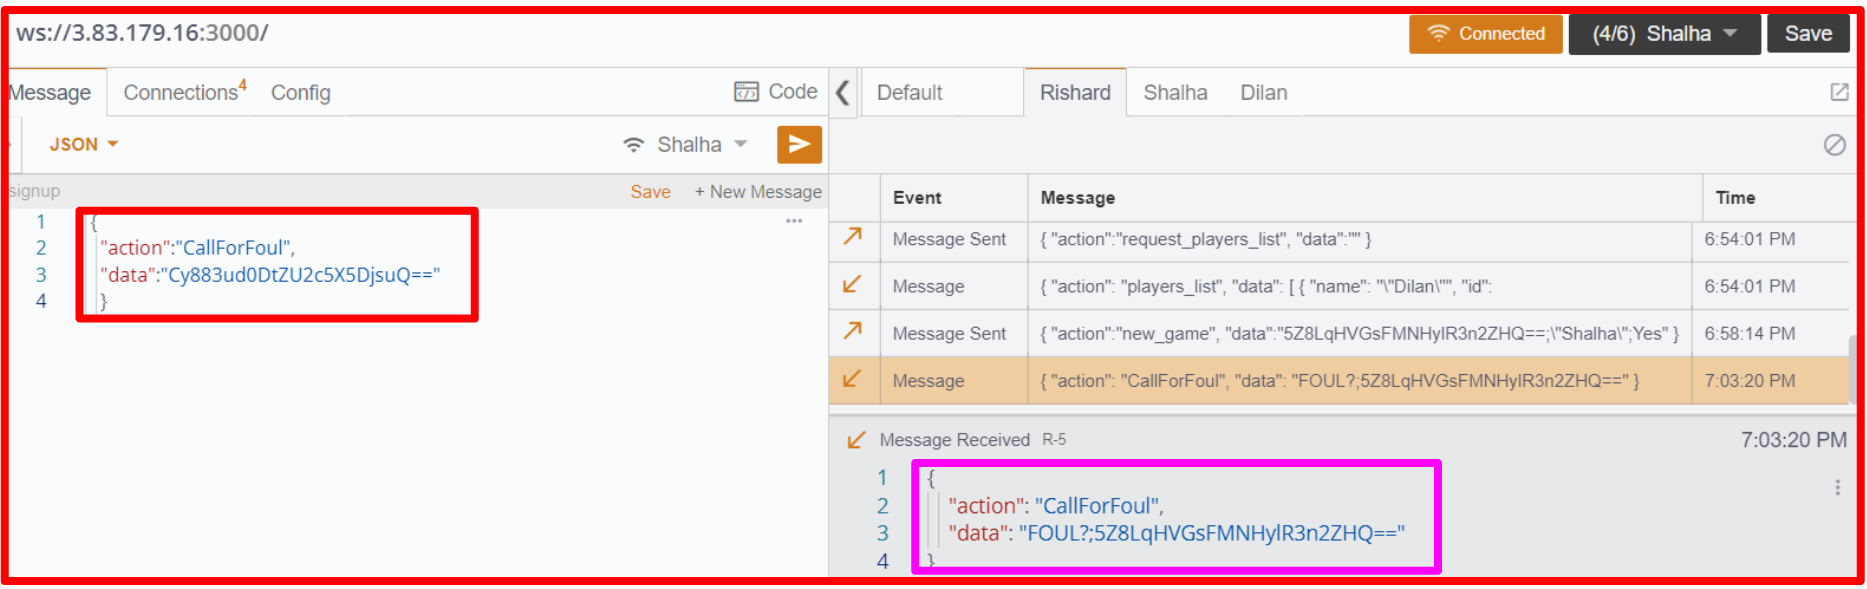 ws://3.83.179.16:3000/
Connected
(4/6) Shalha
Save
Message
Connections4
Config
Code
Default
Rishard
Shalha
Dilan
JSON
Shalha
signup
Save
+ New Message
1 {
2 "action":"CallForFoul",
3 "data":"Cy883ud0DtZU2c5X5DjsuQ=="
4 }
Event Message Time
Message Sent { "action":"request_players_list", "data":"" } 6:54:01 PM
Message { "action": "players_list", "data": [ { "name": "\"Dilan\"", "id": 6:54:01 PM
Message Sent { "action":"new_game", "data":"5Z8LqHVGsFMNHylR3n2ZHQ==;\"Shalha\";Yes" } 6:58:14 PM
Message { "action": "CallForFoul", "data": "FOUL?;5Z8LqHVGsFMNHylR3n2ZHQ==" } 7:03:20 PM
Message Received R-5 7:03:20 PM
1 {
2 "action": "CallForFoul",
3 "data": "FOUL?;5Z8LqHVGsFMNHylR3n2ZHQ=="
4 }